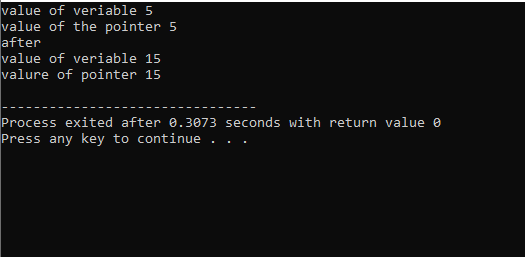 value of veriable 5
value of the pointer 5
after
value of veriable 15
valure of pointer 15
--------------------------------
Process exited after 0.3073 seconds with return value 0
Press any key to continue . . .